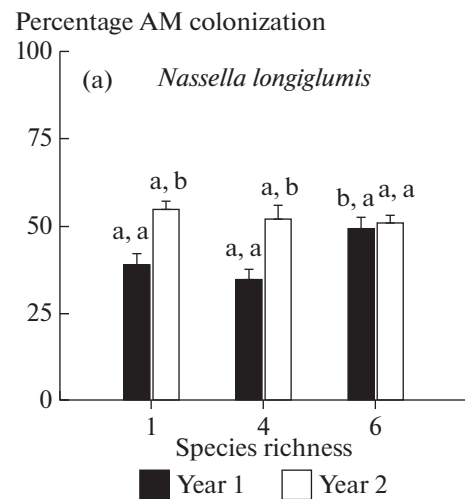 Percentage AM colonization
100
(a) Nassella longiglumis
75
a, b
a, b
b, a
a, a
50
a, a
a, a
25
0
1
4
6
Species richness
Year 1
Year 2